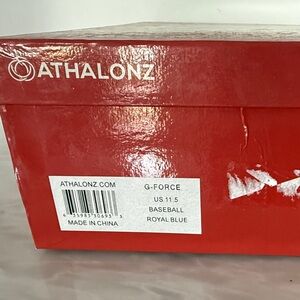 ATHALONZ
ATHALONZ.COM
MADE IN CHINA
G-FORCE
US 11.5
BASEBALL
ROYAL BLUE